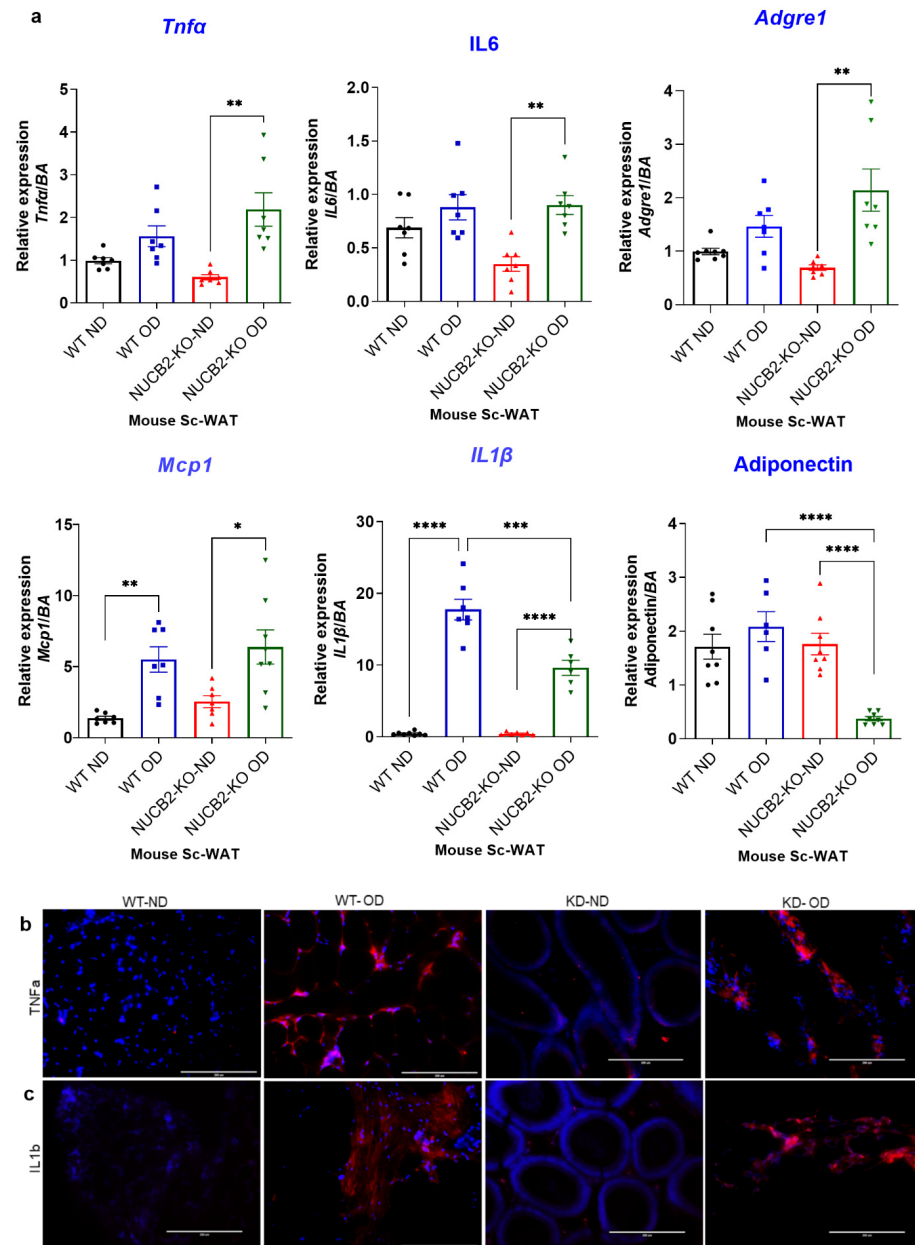 a
Tnfα
Relative expression
Tnfα/BA
5
4
3
2
1
0
**
WT ND
WT OD
NUCB2-KO-ND
NUCB2-KO OD
Mouse Sc-WAT
IL6
Relative expression
IL6/BA
2.0
1.5
1.0
0.5
0.0
**
WT ND
WT OD
NUCB2-KO-ND
NUCB2-KO OD
Mouse Sc-WAT
Adgre1
Relative expression
Adgre1/BA
4
3
2
1
0
**
WT ND
WT OD
NUCB2-KO-ND
NUCB2-KO OD
Mouse Sc-WAT
Mcp1
Relative expression
Mcp1/BA
15
10
5
0
**
*
WT ND
WT OD
NUCB2-KO-ND
NUCB2-KO OD
Mouse Sc-WAT
IL1β
Relative expression
IL1β/BA
30
20
10
0
****
***
****
WT ND
WT OD
NUCB2-KO-ND
NUCB2-KO OD
Mouse Sc-WAT
Adiponectin
Relative expression
Adiponectin/BA
4
3
2
1
0
****
****
WT ND
WT OD
NUCB2-KO-ND
NUCB2-KO OD
Mouse Sc-WAT
WT-ND
WT- OD
KD-ND
KD- OD
b
TNFa
c
IL1b